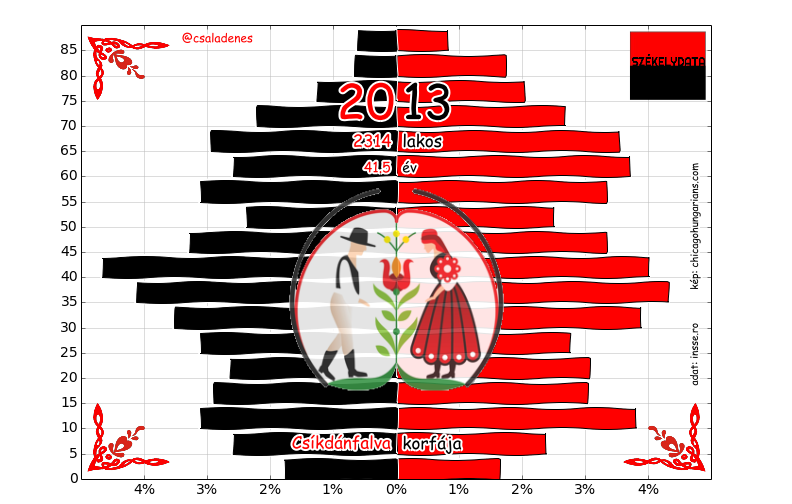 @csaladenes
SZÉKELYDATA
2013
2314 lakos
41,5 év
kép: chicagohungarians.com
adat: insse.ro
Csíkdánfalva korfája
85
80
75
70
65
60
55
50
45
40
35
30
25
20
15
10
5
0
4% 3% 2% 1% 0% 1% 2% 3% 4%